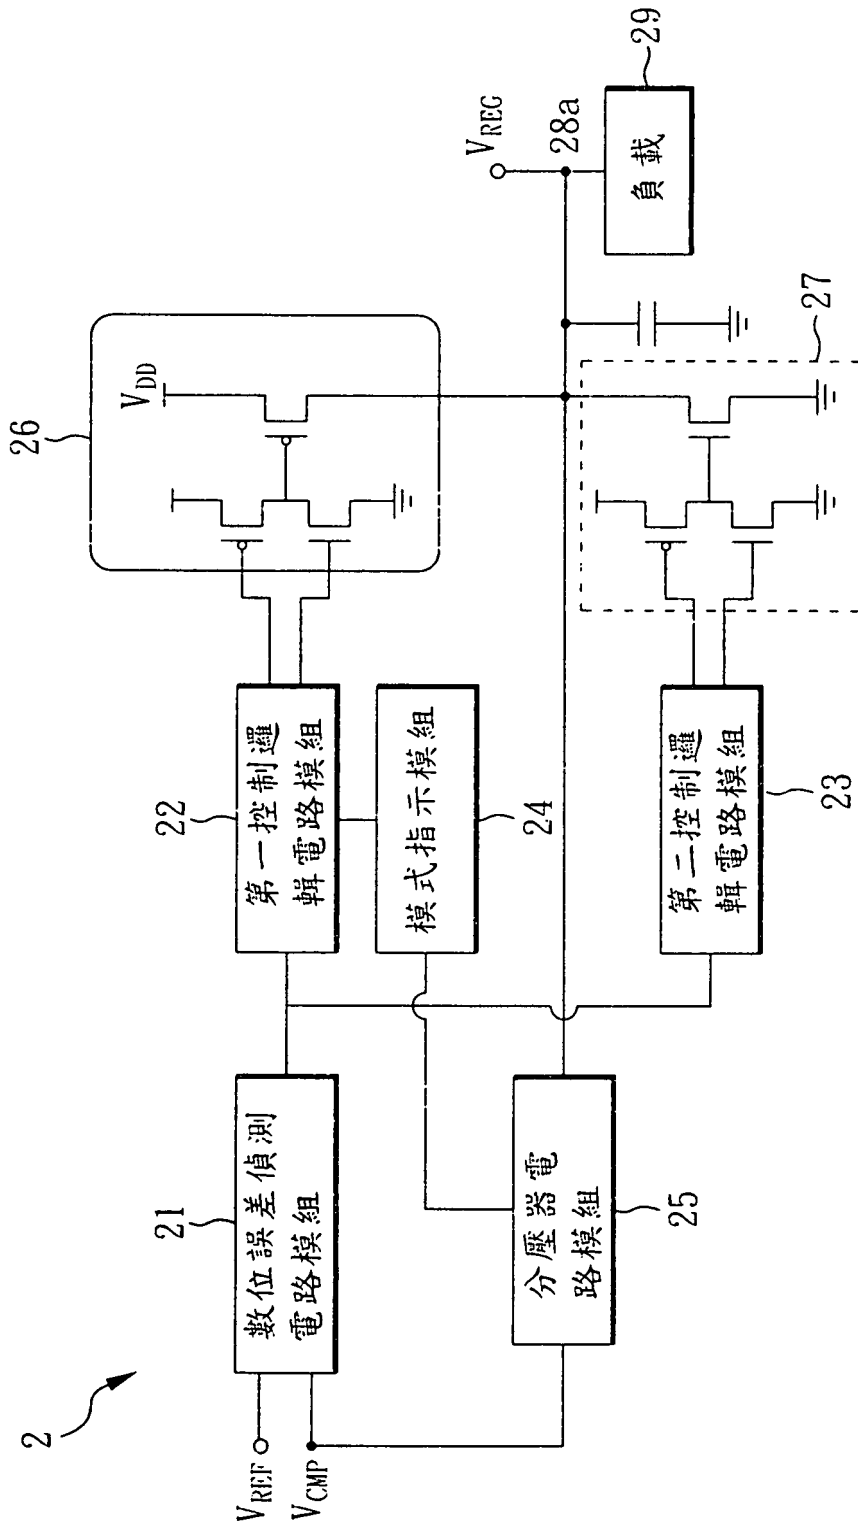 2
V_REF
V_CMP
21
數位誤差偵測
電路模組
22
第一控制邏
輯電路模組
模式指示模組
24
26
V_DD
分壓器電
路模組
25
第二控制邏
輯電路模組
23
27
V_REG
28a
負載
29